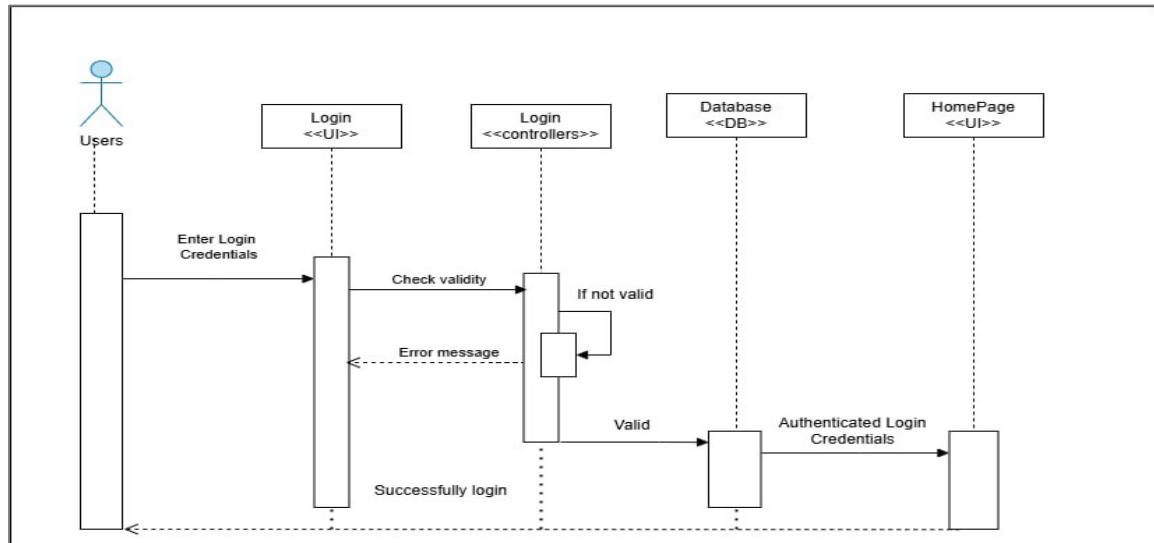 Users
Login
<<UI>>
Login
<<controllers>>
Database
<<DB>>
HomePage
<<UI>>
Enter Login
Credentials
Check validity
If not valid
Error message
Valid
Authenticated Login
Credentials
Successfully login